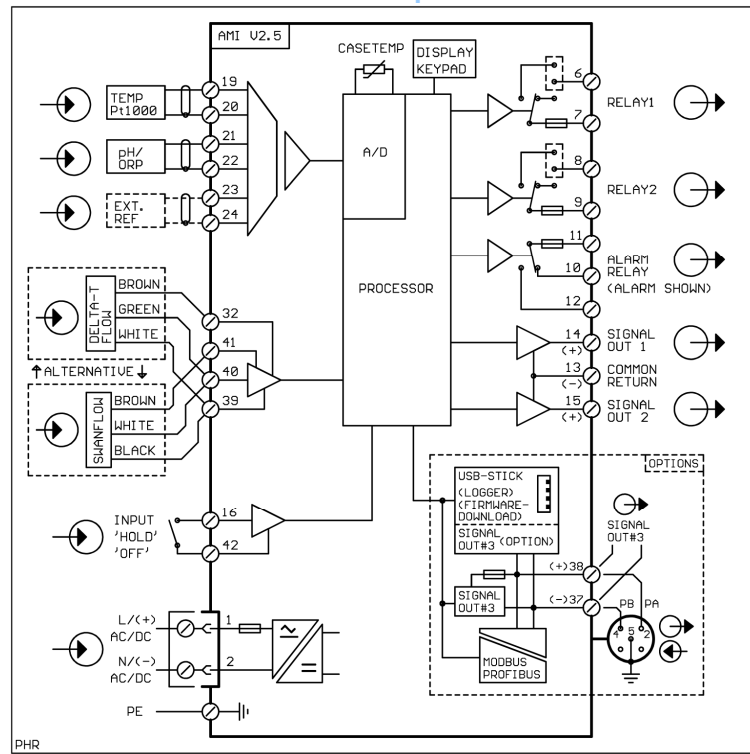 AMI V2.5
CASETEMP
DISPLAY
KEYPAD
A/D
PROCESSOR
TEMP
Pt1000
19
20
pH/
ORP
21
22
EXT.
REF
23
24
DELTA-T
FLOW
BROWN
GREEN
WHITE
↑ALTERNATIVE↓
SWANFLOW
BROWN
WHITE
BLACK
32
41
40
39
INPUT
'HOLD'
'OFF'
16
42
L/(+)
AC/DC
1
N/(-)
AC/DC
2
PE
6
RELAY1
7
8
RELAY2
9
11
10
ALARM
RELAY
(ALARM SHOWN)
12
14
(+)
SIGNAL
OUT 1
13
(-)
COMMON
RETURN
15
(+)
SIGNAL
OUT 2
OPTIONS
USB-STICK
(LOGGER)
(FIRMWARE-
DOWNLOAD)
SIGNAL
OUT#3 (OPTION)
SIGNAL
OUT#3
(+)38
SIGNAL
OUT#3
(-)37
PB PA
4 5 2
MODBUS
PROFIBUS
PHR